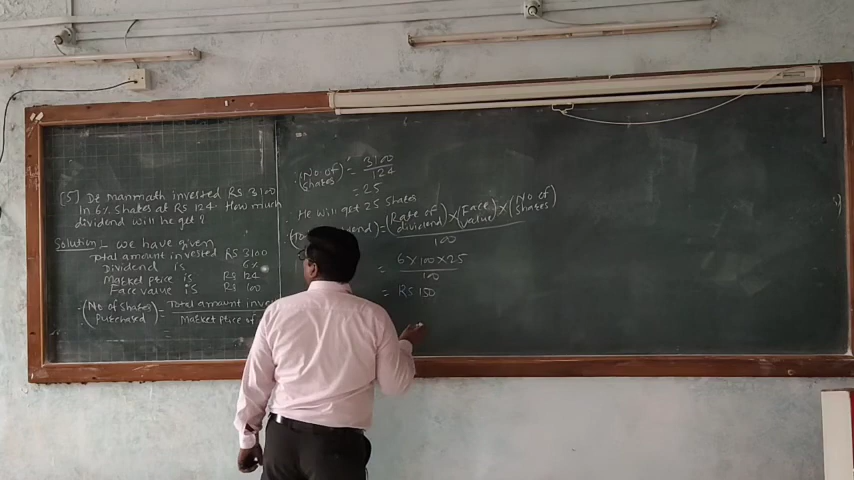 [5] Dt Manmath invested Rs 3100
In 6% shares at Rs 124. How much
dividend will he get?
Solution:- we have given
Total amount invested Rs 3100
Dividend is 6%
Market price is Rs 124
Face value is Rs 100
∴ (No of shares purchased) = Total amount inves
Market price of
∴ (No. of shares) = 3100/124
= 25
∴ He will get 25 shares
dend) = (Rate of dividend) × (Face value) × (No of shares)
100
= 6 × 100 × 25
100
= Rs 150